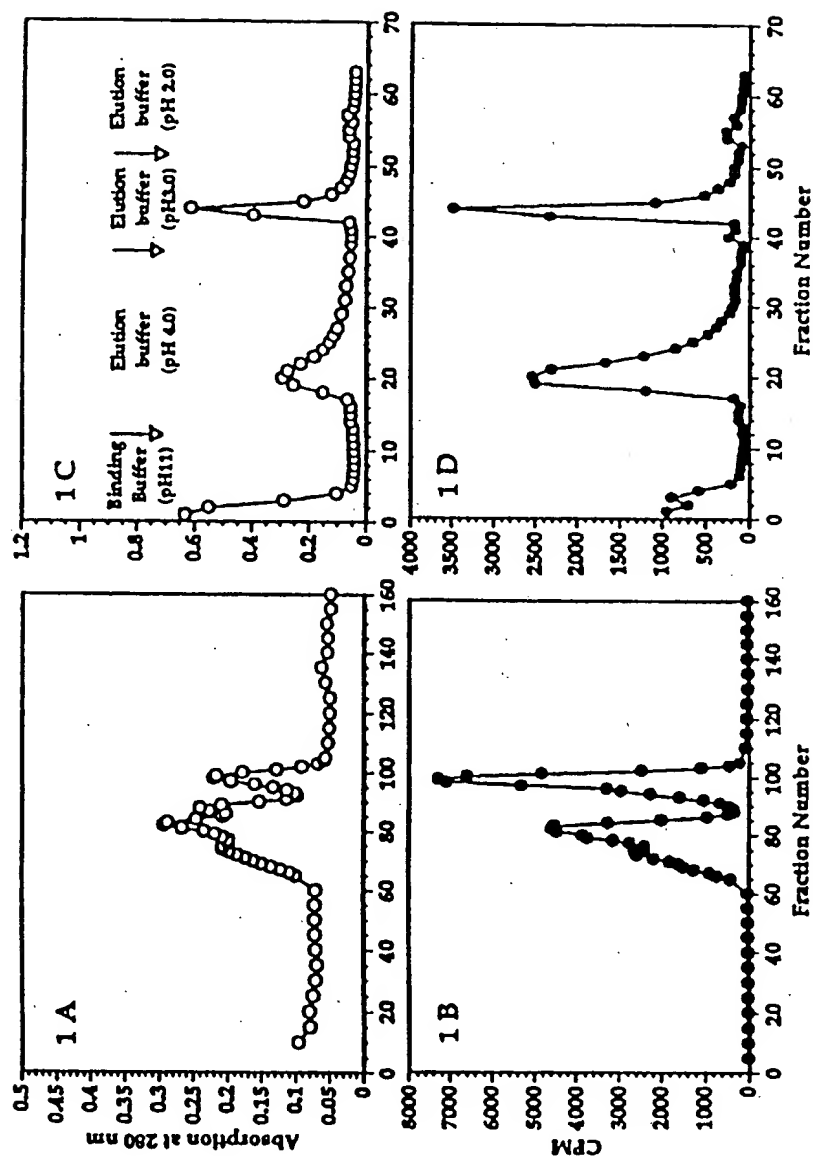 1A
0.5
0.45
0.4
0.35
0.3
0.25
0.2
0.15
0.1
0.05
0
Absorption at 280 nm
0 20 40 60 80 100 120 140 160
1C
1.2
1
0.8
0.6
0.4
0.2
0
Binding
Buffer
(pH11)
Elution
buffer
(pH 4.0)
Elution
buffer
(pH3.0)
Elution
buffer
(pH 2.0)
0 10 20 30 40 50 60 70
1B
8000
7000
6000
5000
4000
3000
2000
1000
0
CPM
0 20 40 60 80 100 120 140 160
Fraction Number
1D
4000
3500
3000
2500
2000
1500
1000
500
0
0 10 20 30 40 50 60 70
Fraction Number